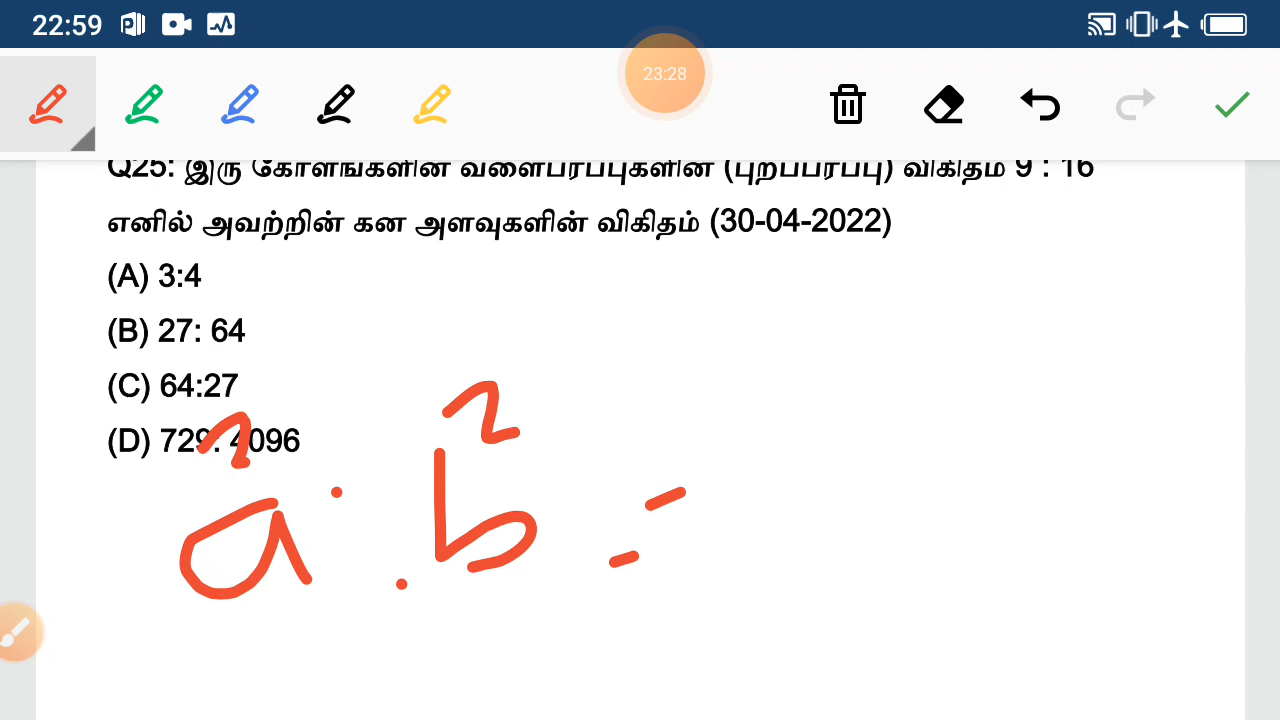 22:59
23:28
Q25: இரு கோளங்களின் வளைபரப்புகளின் (புறப்பரப்பு) விகிதம் 9 : 16
எனில் அவற்றின் கன அளவுகளின் விகிதம் (30-04-2022)
(A) 3:4
(B) 27: 64
(C) 64:27
(D) 729: 4096
a² : b² =